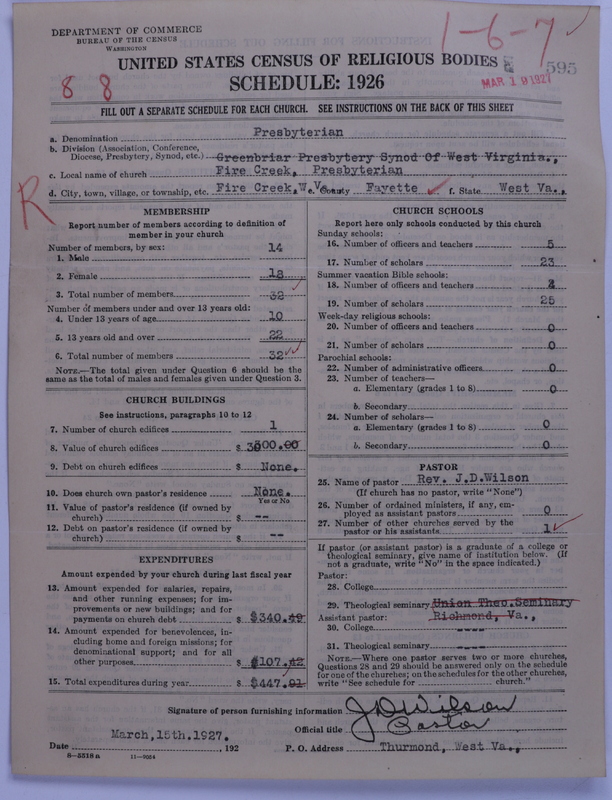 DEPARTMENT OF COMMERCE
BUREAU OF THE CENSUS
WASHINGTON
1-6-7
UNITED STATES CENSUS OF RELIGIOUS BODIES
595
MAR 19 1927
8 8
SCHEDULE: 1926
FILL OUT A SEPARATE SCHEDULE FOR EACH CHURCH. SEE INSTRUCTIONS ON THE BACK OF THIS SHEET
a. Denomination Presbyterian
b. Division (Association, Conference,
Diocese, Presbytery, Synod, etc.) Greenbriar Presbytery Synod Of West Virginia.,
c. Local name of church Fire Creek, Presbyterian
d. City, town, village, or township, etc. Fire Creek, W. Va. e. County Fayette f. State West Va.,
R
MEMBERSHIP
Report number of members according to definition of
member in your church
Number of members, by sex:
1. Male 14
2. Female 18
3. Total number of members 32
Number of members under and over 13 years old:
4. Under 13 years of age 10
5. 13 years old and over 22
6. Total number of members 32
NOTE.—The total given under Question 6 should be the
same as the total of males and females given under Question 3.
CHURCH BUILDINGS
See instructions, paragraphs 10 to 12
7. Number of church edifices 1
8. Value of church edifices $ 3000.00
9. Debt on church edifices $ None.
10. Does church own pastor's residence None.
Yes or No
11. Value of pastor's residence (if owned by
church) $ --
12. Debt on pastor's residence (if owned by
church) $ --
EXPENDITURES
Amount expended by your church during last fiscal year
13. Amount expended for salaries, repairs,
and other running expenses; for im-
provements or new buildings; and for
payments on church debt $ $340.49
14. Amount expended for benevolences, in-
cluding home and foreign missions; for
denominational support; and for all
other purposes $ $107.42
15. Total expenditures during year $ $447.91
CHURCH SCHOOLS
Report here only schools conducted by this church
Sunday schools:
16. Number of officers and teachers 5
17. Number of scholars 23
Summer vacation Bible schools:
18. Number of officers and teachers
19. Number of scholars 25
Week-day religious schools:
20. Number of officers and teachers 0
21. Number of scholars 0
Parochial schools:
22. Number of administrative officers 0
23. Number of teachers—
a. Elementary (grades 1 to 8) 0
b. Secondary
24. Number of scholars—
a. Elementary (grades 1 to 8) 0
b. Secondary 0
PASTOR
25. Name of pastor Rev. J.D.Wilson
(If church has no pastor, write "None")
26. Number of ordained ministers, if any, em-
ployed as assistant pastors 0
27. Number of other churches served by the
pastor or his assistants 1
If pastor (or assistant pastor) is a graduate of a college or
theological seminary, give name of institution below. (If
not a graduate, write "No" in the space indicated.)
Pastor:
28. College
29. Theological seminary Union Theo.Seminary
Assistant pastor: Richmond, Va.,
30. College ----
31. Theological seminary ----
NOTE.—Where one pastor serves two or more churches,
Questions 28 and 29 should be answered only on the schedule
for one of the churches; on the schedules for the other churches,
write "See schedule for church."
Signature of person furnishing information J D Wilson
Official title Pastor
Date March, 15th. 1927. , 192
P. O. Address Thurmond, West Va.,
8-5518 a 11-9054